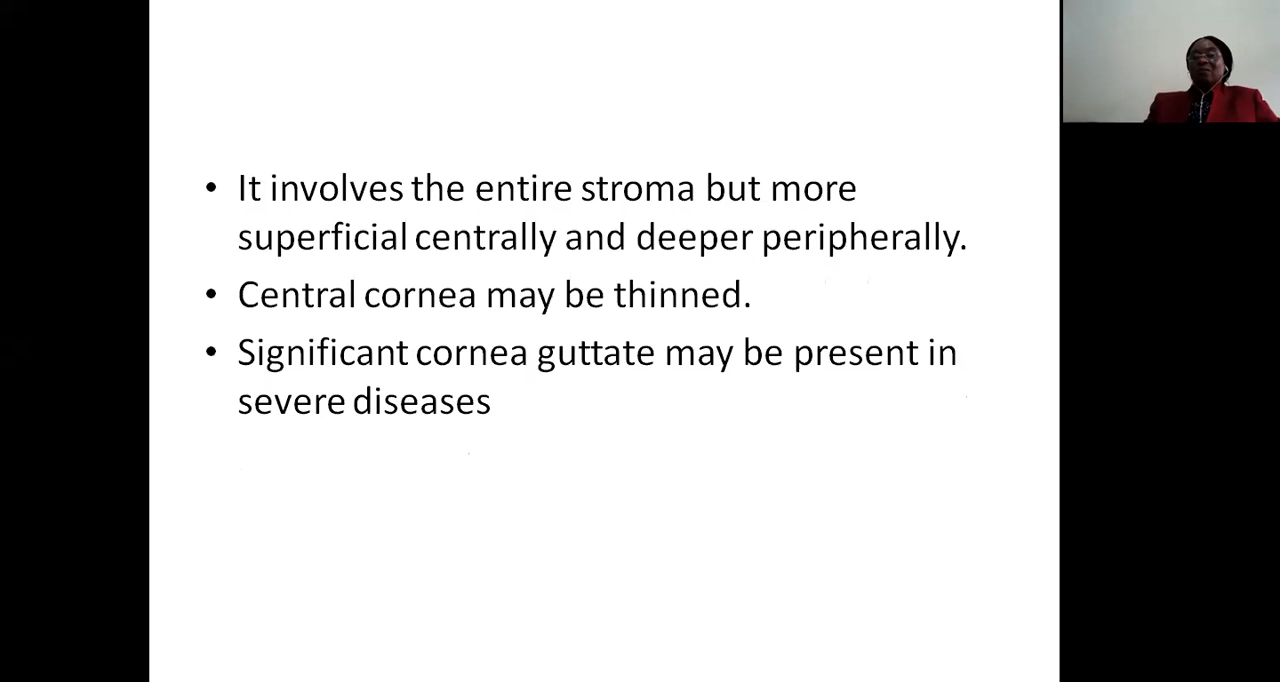 • It involves the entire stroma but more
superficial centrally and deeper peripherally.
• Central cornea may be thinned.
• Significant cornea guttate may be present in
severe diseases